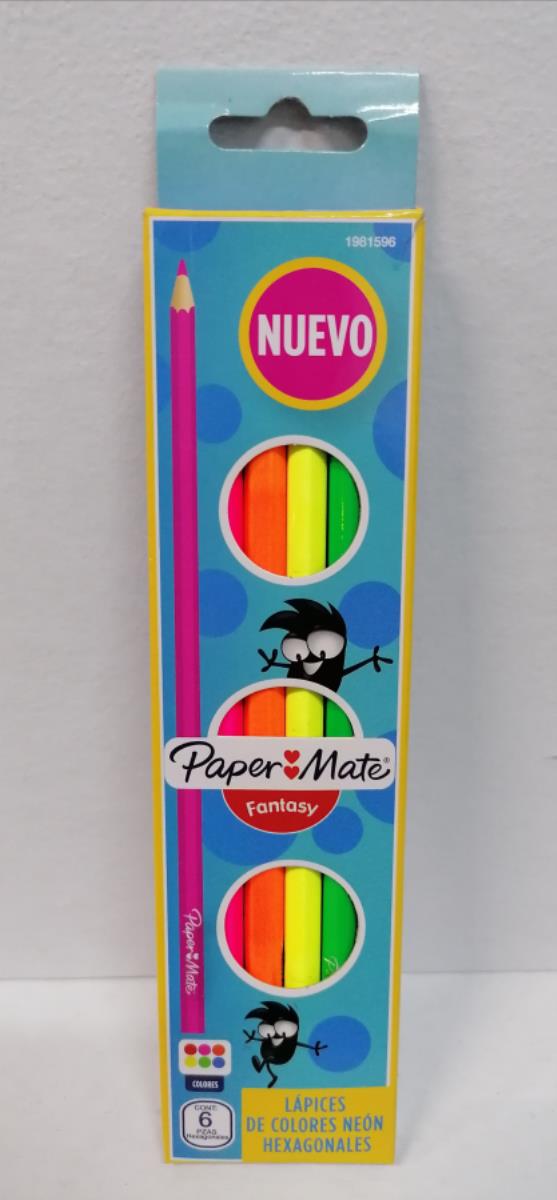 1981596
NUEVO
Paper Mate®
Fantasy
Paper Mate
COLORES
CONT.
6
PZAS.
Hexagonales
LÁPICES
DE COLORES NEÓN
HEXAGONALES